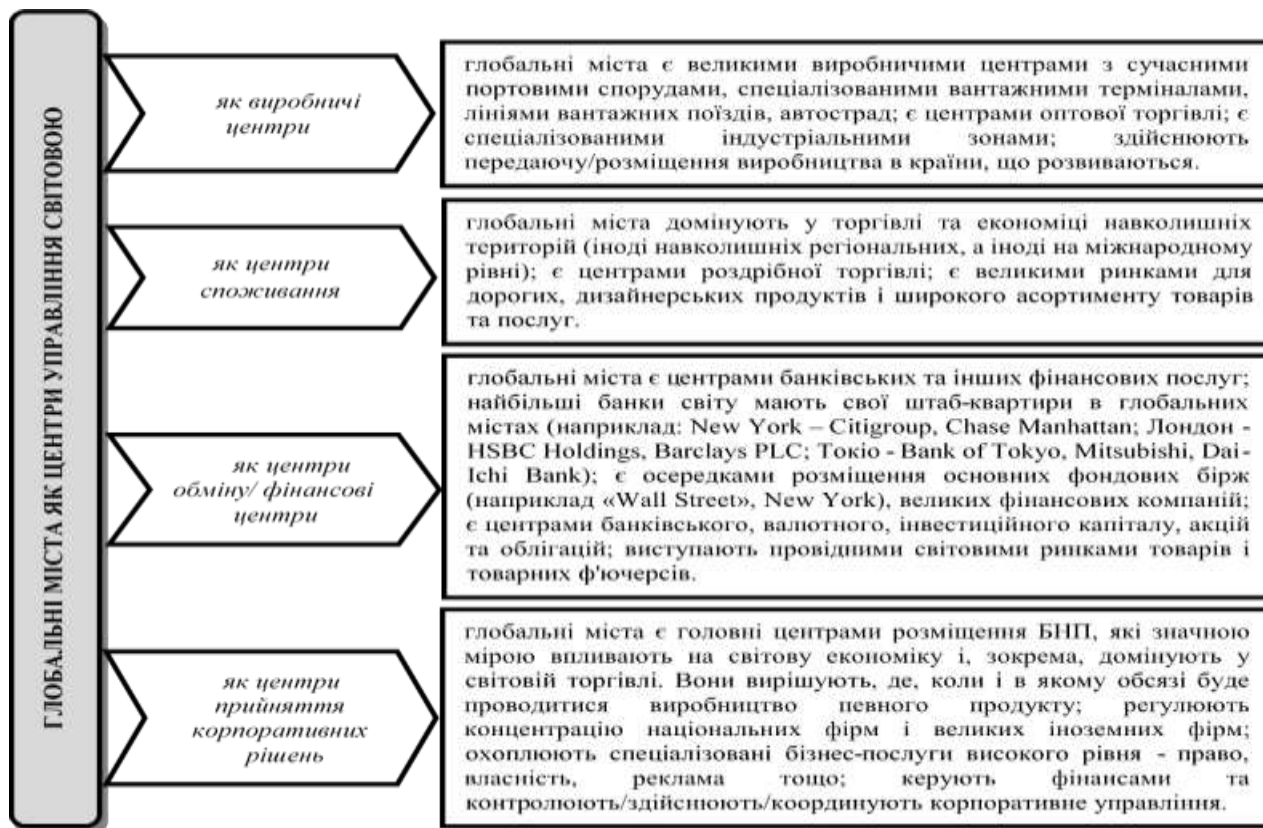 ГЛОБАЛЬНІ МІСТА ЯК ЦЕНТРИ УПРАВЛІННЯ СВІТОВОЮ
як виробничі
центри
глобальні міста є великими виробничими центрами з сучасними
портовими спорудами, спеціалізованими вантажними терміналами,
лініями вантажних поїздів, автострад; є центрами оптової торгівлі; є
спеціалізованими індустріальними зонами; здійснюють
передаючу/розміщення виробництва в країни, що розвиваються.
як центри
споживання
глобальні міста домінують у торгівлі та економіці навколишніх
територій (іноді навколишніх регіональних, а іноді на міжнародному
рівні); є центрами роздрібної торгівлі; є великими ринками для
дорогих, дизайнерських продуктів і широкого асортименту товарів
та послуг.
як центри
обміну/ фінансові
центри
глобальні міста є центрами банківських та інших фінансових послуг;
найбільші банки світу мають свої штаб-квартири в глобальних
містах (наприклад: New York – Citigroup, Chase Manhattan; Лондон -
HSBC Holdings, Barclays PLC; Токіо - Bank of Tokyo, Mitsubishi, Dai-
Ichi Bank); є осередками розміщення основних фондових бірж
(наприклад «Wall Street», New York), великих фінансових компаній;
є центрами банківського, валютного, інвестиційного капіталу, акцій
та облігацій; виступають провідними світовими ринками товарів і
товарних ф'ючерсів.
як центри
прийняття
корпоративних
рішень
глобальні міста є головні центрами розміщення БНП, які значною
мірою впливають на світову економіку і, зокрема, домінують у
світовій торгівлі. Вони вирішують, де, коли і в якому обсязі буде
проводитися виробництво певного продукту; регулюють
концентрацію національних фірм і великих іноземних фірм;
охоплюють спеціалізовані бізнес-послуги високого рівня - право,
власність, реклама тощо; керують фінансами та
контролюють/здійснюють/координують корпоративне управління.